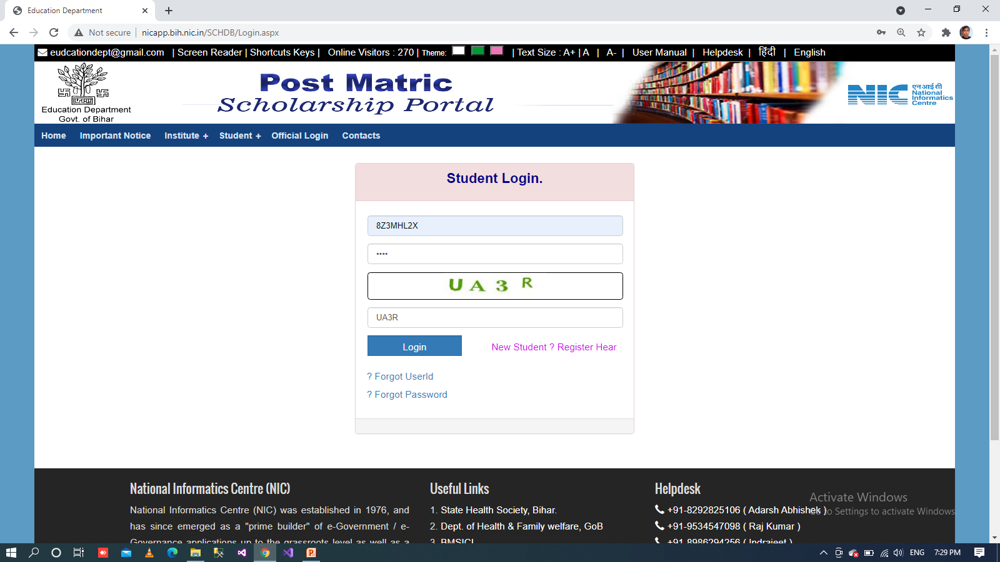 Education Department
Not secure
nicapp.bih.nic.in/SCHDB/Login.aspx
eudcationdept@gmail.com | Screen Reader | Shortcuts Keys | Online Visitors : 270 | Theme: | Text Size : A+ | A | A- | User Manual | Helpdesk | हिंदी | English
Education Department
Govt. of Bihar
Post Matric
Scholarship Portal
NIC
एन आई सी
National
Informatics
Centre
Home Important Notice Institute + Student + Official Login Contacts
Student Login.
8Z3MHL2X
••••
UA3R
UA3R
Login
New Student ? Register Hear
? Forgot UserId
? Forgot Password
National Informatics Centre (NIC)
National Informatics Centre (NIC) was established in 1976, and
has since emerged as a "prime builder" of e-Government / e-
Governance applications up to the grassroots level as well as a
Useful Links
1. State Health Society, Bihar.
2. Dept. of Health & Family welfare, GoB
3. BMSICL
Helpdesk
+91-8292825106 ( Adarsh Abhishek )
+91-9534547098 ( Raj Kumar )
+91-8986294256 ( Indrajeet )
Activate Windows
Go to Settings to activate Windows
ENG
7:29 PM